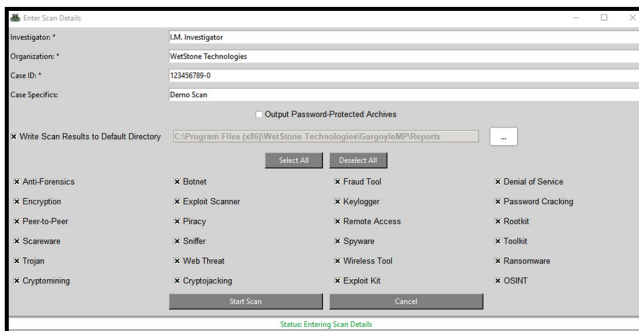 Enter Scan Details
Investigator: * I.M. Investigator
Organization: * WetStone Technologies
Case ID: * 123456789-0
Case Specifics: Demo Scan
Output Password-Protected Archives
Write Scan Results to Default Directory C:\Program Files (x86)\WetStone Technologies\GargoyleMP\Reports ...
Select All Deselect All
Anti-Forensics Botnet Fraud Tool Denial of Service
Encryption Exploit Scanner Keylogger Password Cracking
Peer-to-Peer Piracy Remote Access Rootkit
Scareware Sniffer Spyware Toolkit
Trojan Web Threat Wireless Tool Ransomware
Cryptomining Cryptojacking Exploit Kit OSINT
Start Scan Cancel
Status: Entering Scan Details